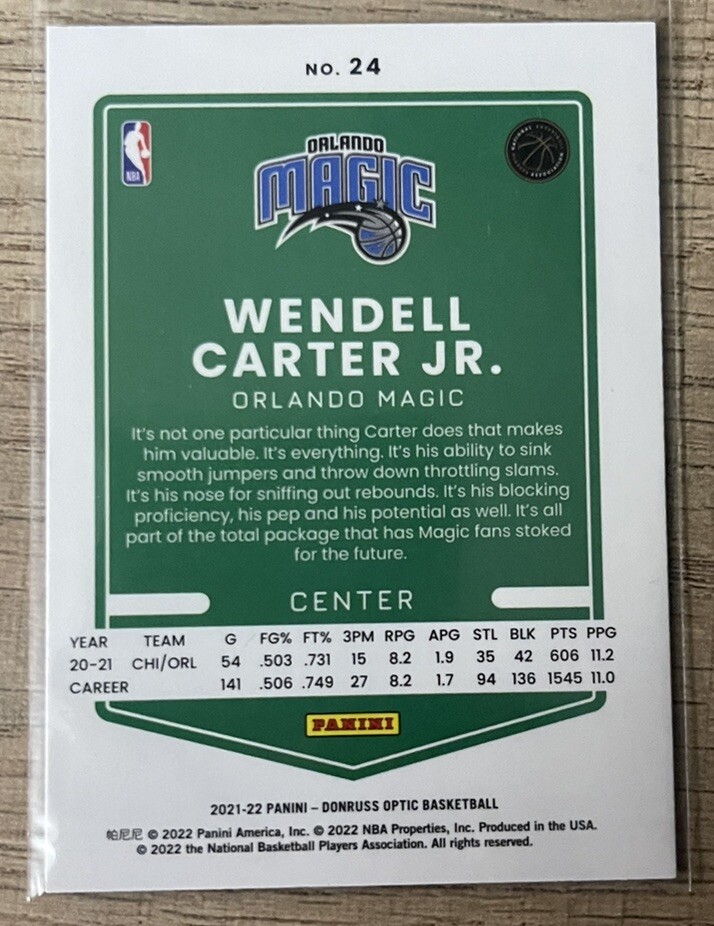 NO. 24
NBA
NATIONAL BASKETBALL PLAYERS ASSOCIATION
ORLANDO
MAGIC
WENDELL
CARTER JR.
ORLANDO MAGIC
It's not one particular thing Carter does that makes
him valuable. It's everything. It's his ability to sink
smooth jumpers and throw down throttling slams.
It's his nose for sniffing out rebounds. It's his blocking
proficiency, his pep and his potential as well. It's all
part of the total package that has Magic fans stoked
for the future.
CENTER
YEAR TEAM G FG% FT% 3PM RPG APG STL BLK PTS PPG
20-21 CHI/ORL 54 .503 .731 15 8.2 1.9 35 42 606 11.2
CAREER 141 .506 .749 27 8.2 1.7 94 136 1545 11.0
PANINI
2021-22 PANINI – DONRUSS OPTIC BASKETBALL
帕尼尼 © 2022 Panini America, Inc. © 2022 NBA Properties, Inc. Produced in the USA.
© 2022 the National Basketball Players Association. All rights reserved.